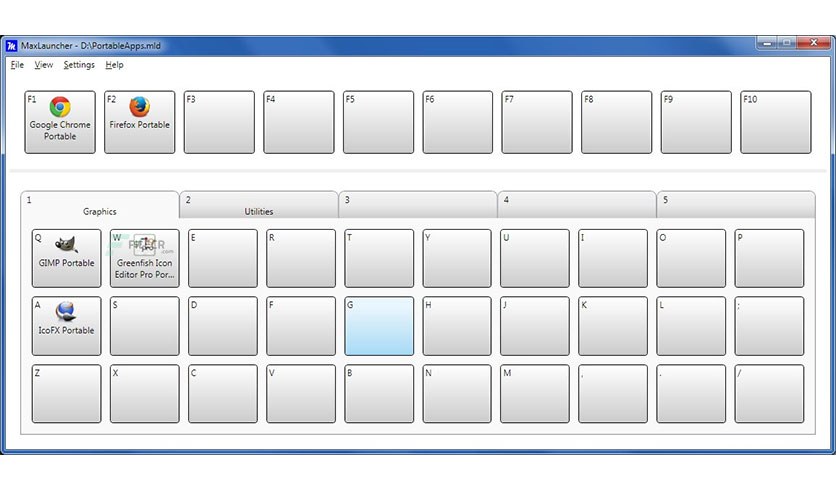 MaxLauncher - D:\PortableApps.mld
File View Settings Help
F1 F2 F3 F4 F5 F6 F7 F8 F9 F10
Google Chrome Firefox Portable
Portable
1 2 3 4 5
Graphics Utilities
Q W E R T Y U I O P
GIMP Portable Greenfish Icon
Editor Pro Por...
A S D F G H J K L ;
IcoFX Portable
Z X C V B N M , . /